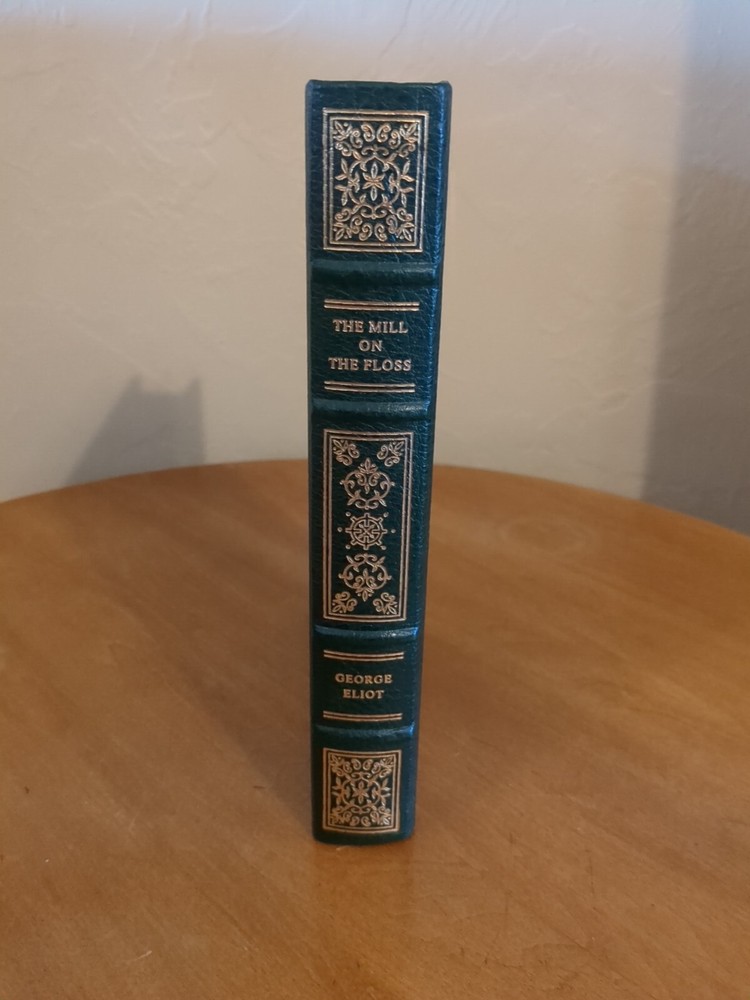 THE MILL
ON
THE FLOSS
GEORGE
ELIOT